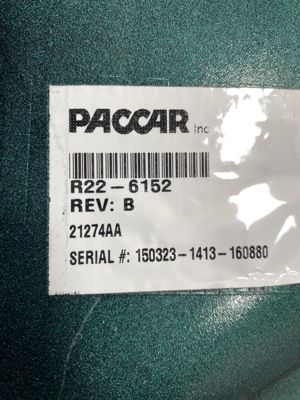 PACCAR Inc
R22-6152
REV: B
21274AA
SERIAL #: 150323-1413-160880